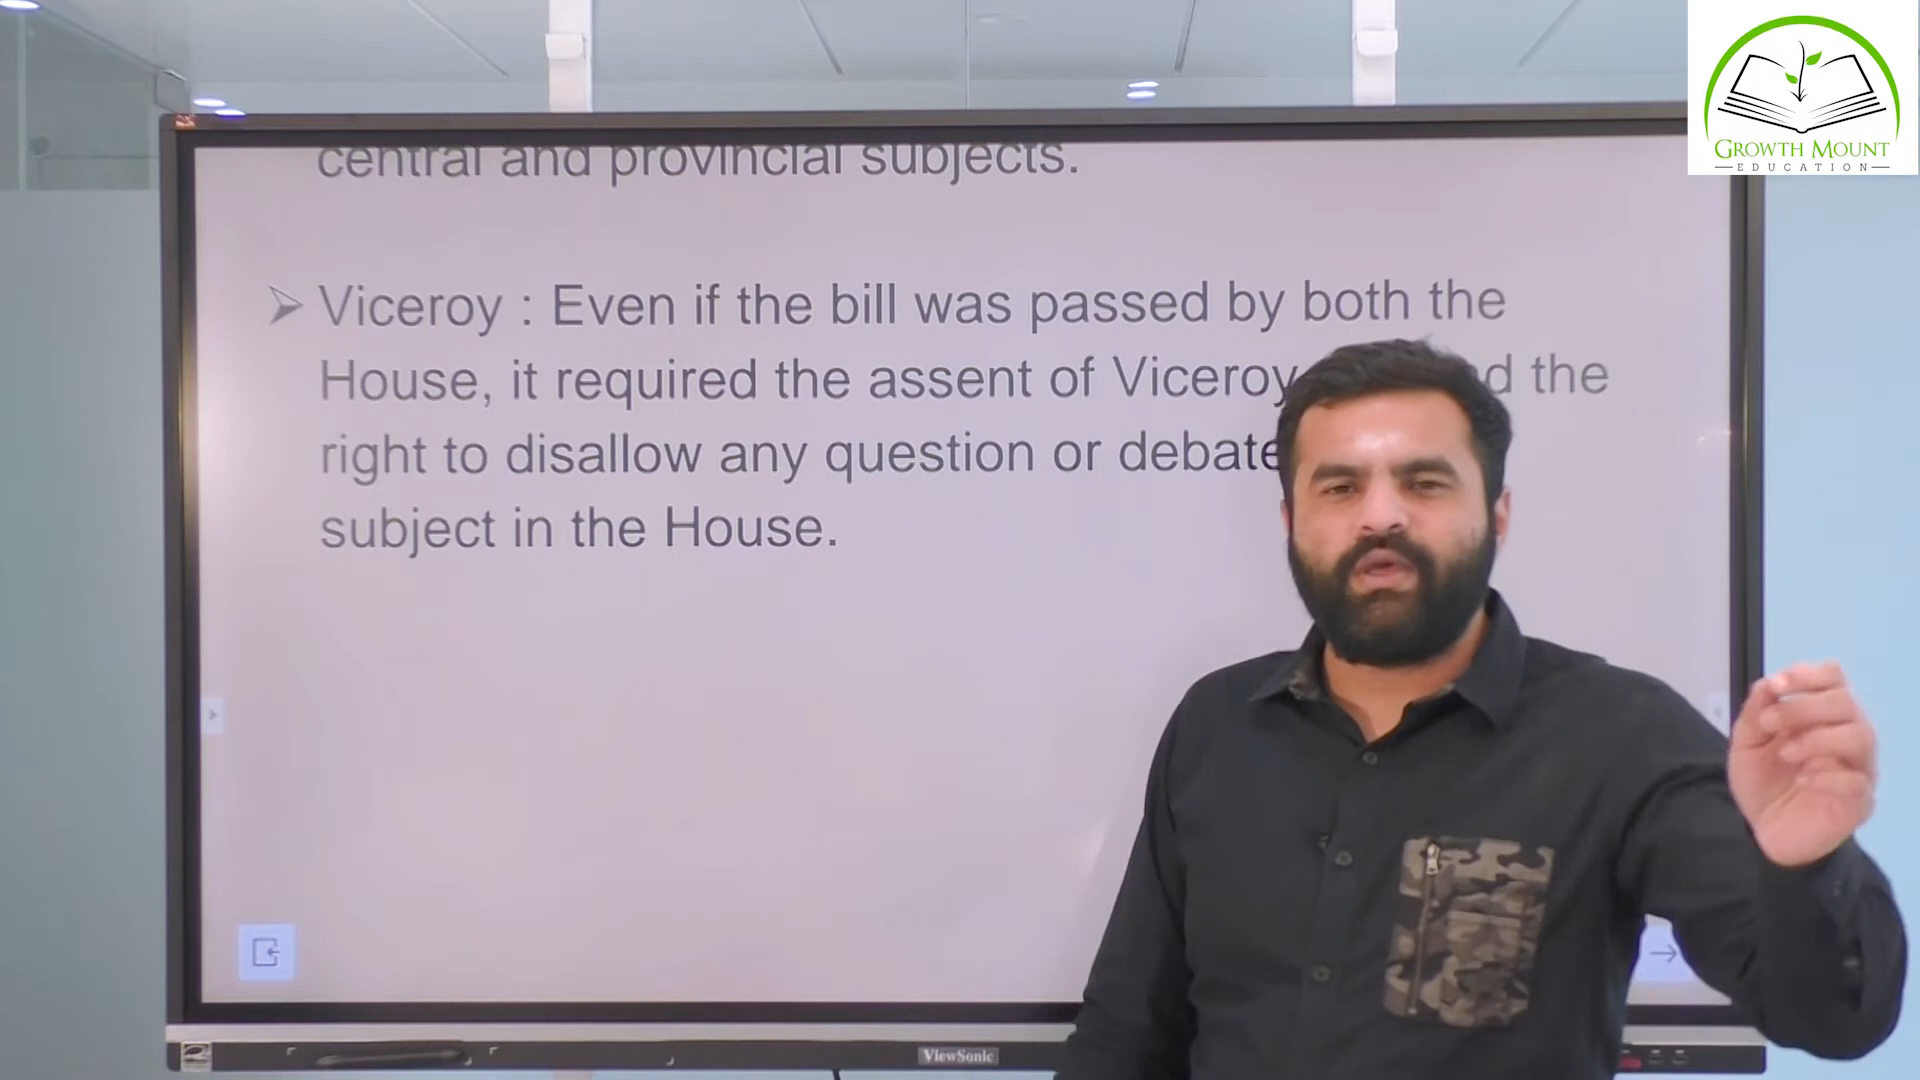 GROWTH MOUNT
EDUCATION
central and provincial subjects.
Viceroy : Even if the bill was passed by both the
House, it required the assent of Viceroy the
right to disallow any question or debate
subject in the House.
ViewSonic